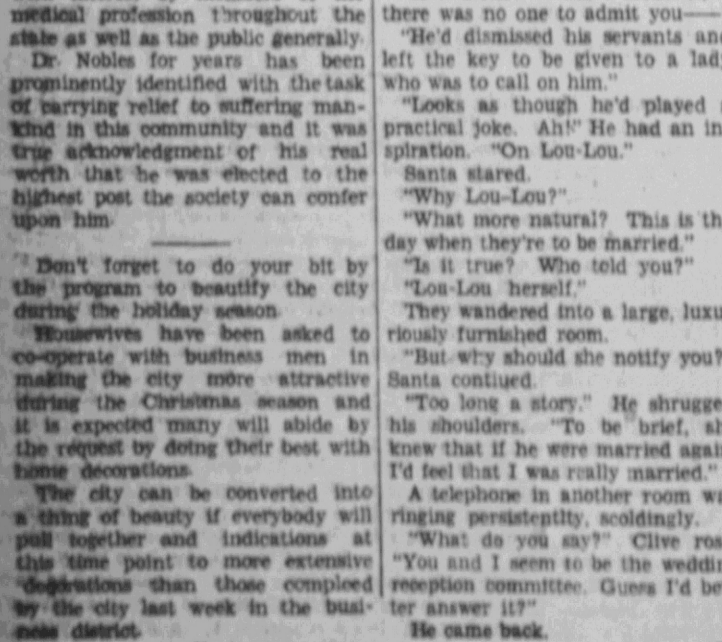 medical profession throughout the
state as well as the public generally.
Dr. Nobles for years has been
prominently identified with the task
of carrying relief to suffering man-
kind in this community and it was
true acknowledgment of his real
worth that he was elected to the
highest post the society can confer
upon him.
Don't forget to do your bit by
the program to beautify the city
during the holiday season.
Housewives have been asked to
co-operate with business men in
making the city more attractive
during the Christmas season and
it is expected many will abide by
the request by doing their best with
home decorations.
The city can be converted into
a thing of beauty if everybody will
pull together and indications at
this time point to more extensive
decorations than those compleed
by the city last week in the busi-
ness district.
there was no one to admit you—
"He'd dismissed his servants and
left the key to be given to a lady
who was to call on him."
"Looks as though he'd played
practical joke. Ah!" He had an in
spiration. "On Lou-Lou."
Santa stared.
"Why Lou-Lou?"
"What more natural? This is th
day when they're to be married."
"Is it true? Who told you?"
"Lou-Lou herself."
They wandered into a large, luxu
riously furnished room.
"But why should she notify you?
Santa contiued.
"Too long a story." He shrugge
his shoulders. "To be brief, sh
knew that if he were married agai
I'd feel that I was really married."
A telephone in another room w
ringing persistentlty, scoldingly.
"What do you say?" Clive ros
"You and I seem to be the weddin
reception committee. Guess I'd be
ter answer it?"
He came back.